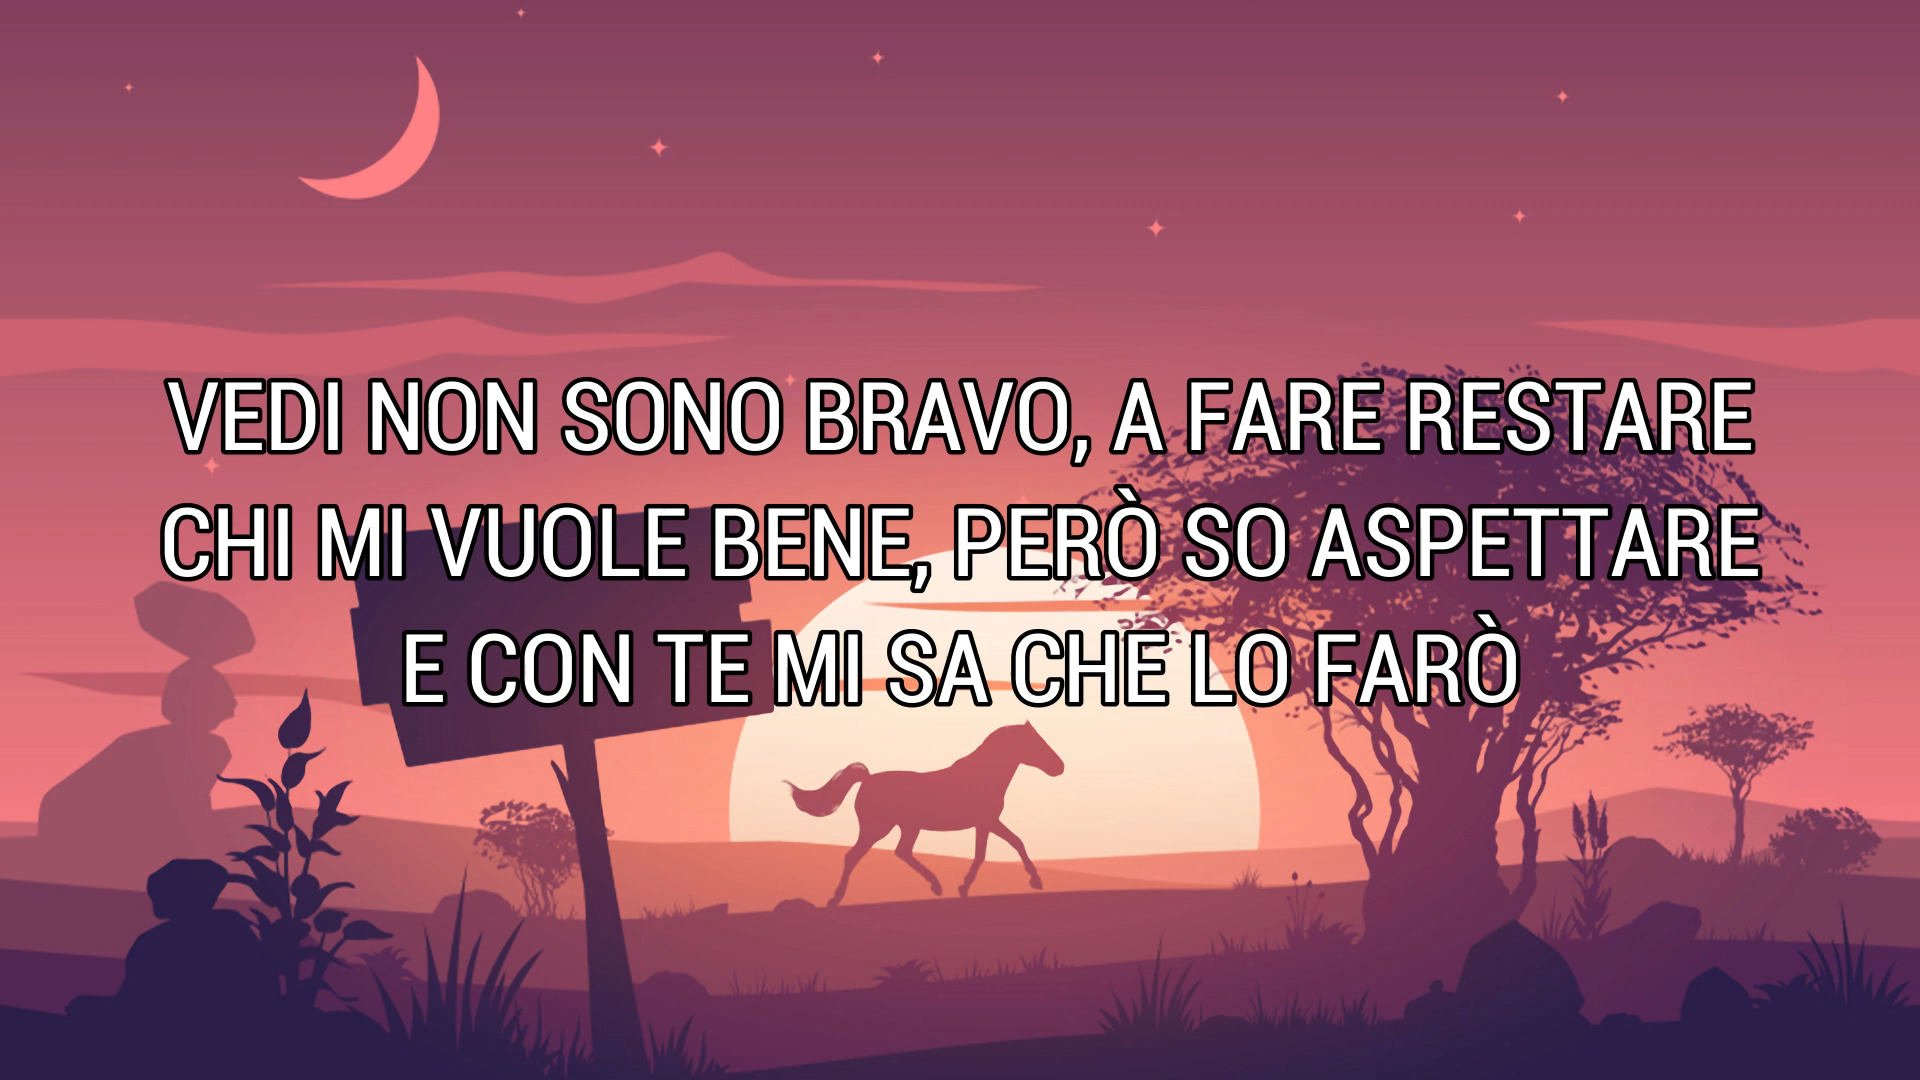 VEDI NON SONO BRAVO, A FARE RESTARE
CHI MI VUOLE BENE, PERÒ SO ASPETTARE
E CON TE MI SA CHE LO FARÒ